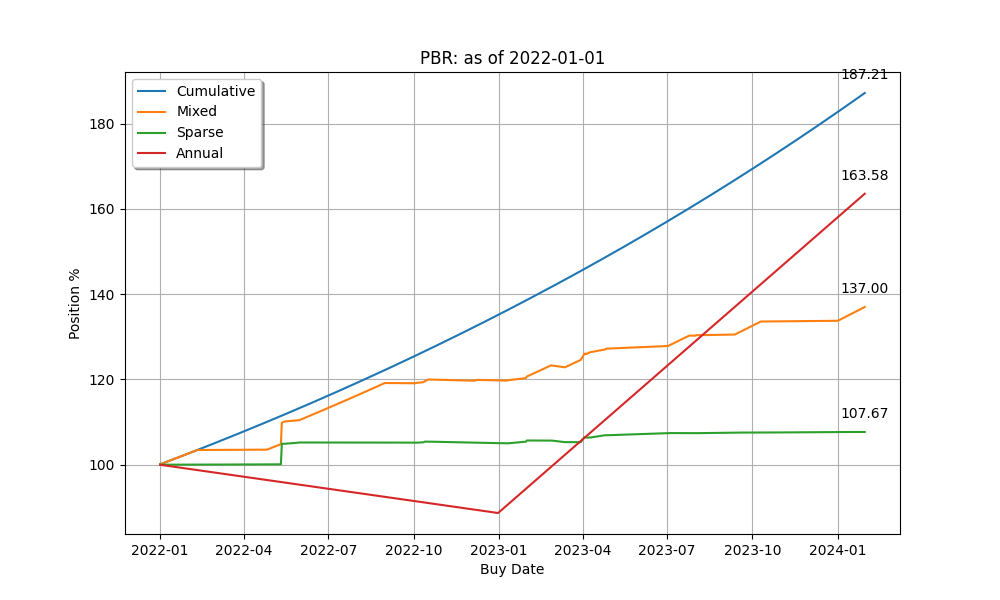 PBR: as of 2022-01-01
187.21
Cumulative
Mixed
Sparse
Annual
180
163.58
160
Position %
140
137.00
120
107.67
100
2022-01 2022-04 2022-07 2022-10 2023-01 2023-04 2023-07 2023-10 2024-01
Buy Date